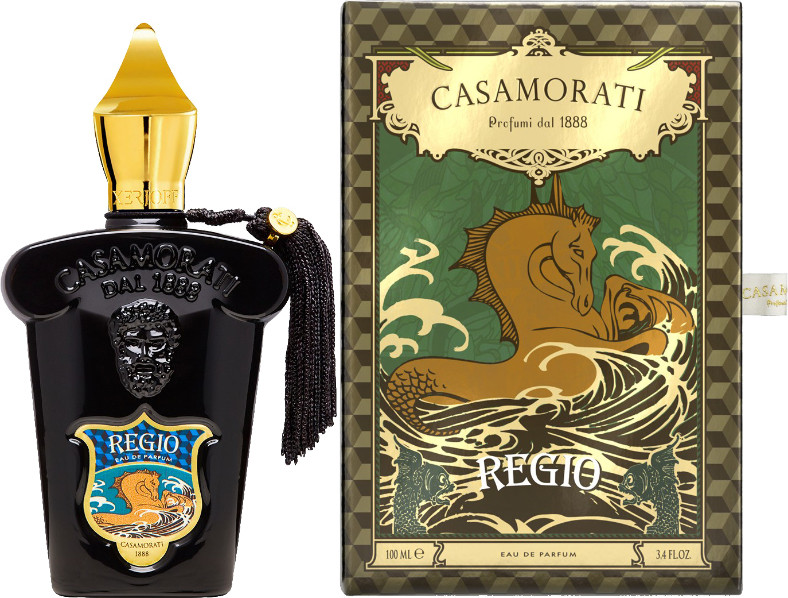 XERJOFF
CASAMORATI
DAL 1888
REGIO
EAU DE PARFUM
CASAMORATI
1888
CASAMORATI
Profumi dal 1888
REGIO
100 ML ℮
EAU DE PARFUM
3.4 FL.OZ.
CASA